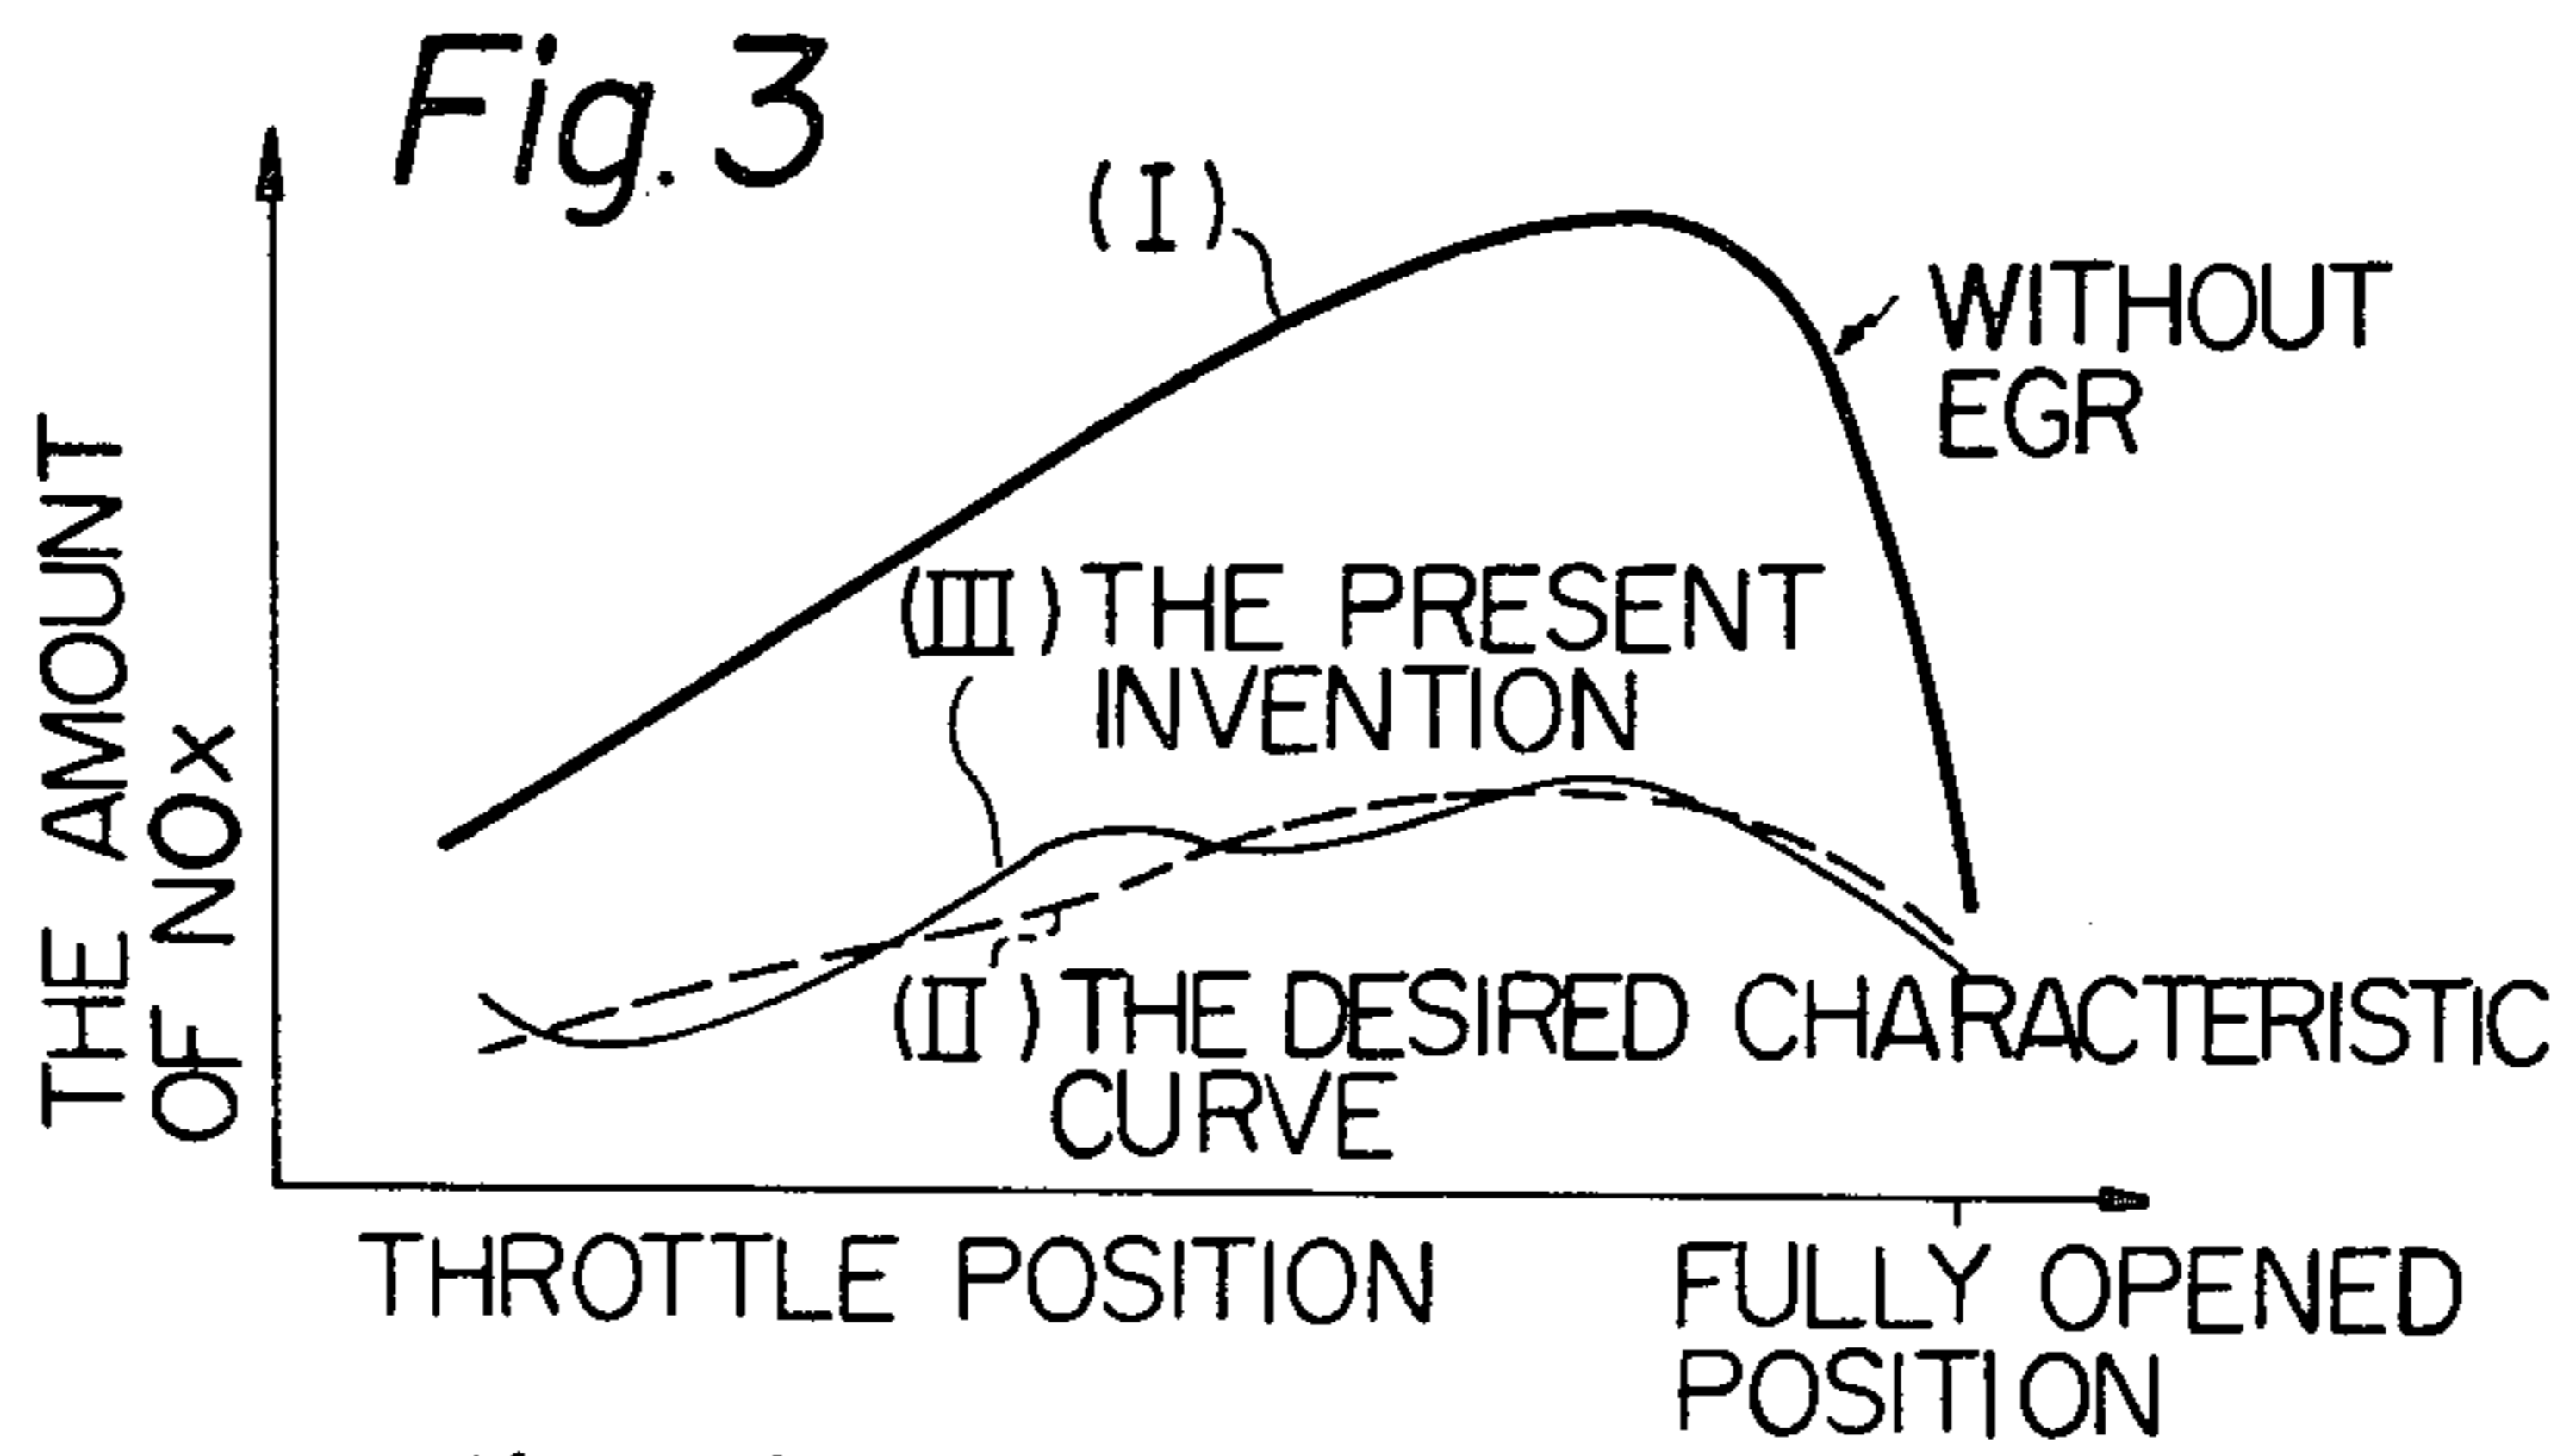 Fig. 3
(I)
WITHOUT
EGR
(III) THE PRESENT
INVENTION
THE AMOUNT
OF NOx
(II) THE DESIRED CHARACTERISTIC
CURVE
THROTTLE POSITION
FULLY OPENED
POSITION